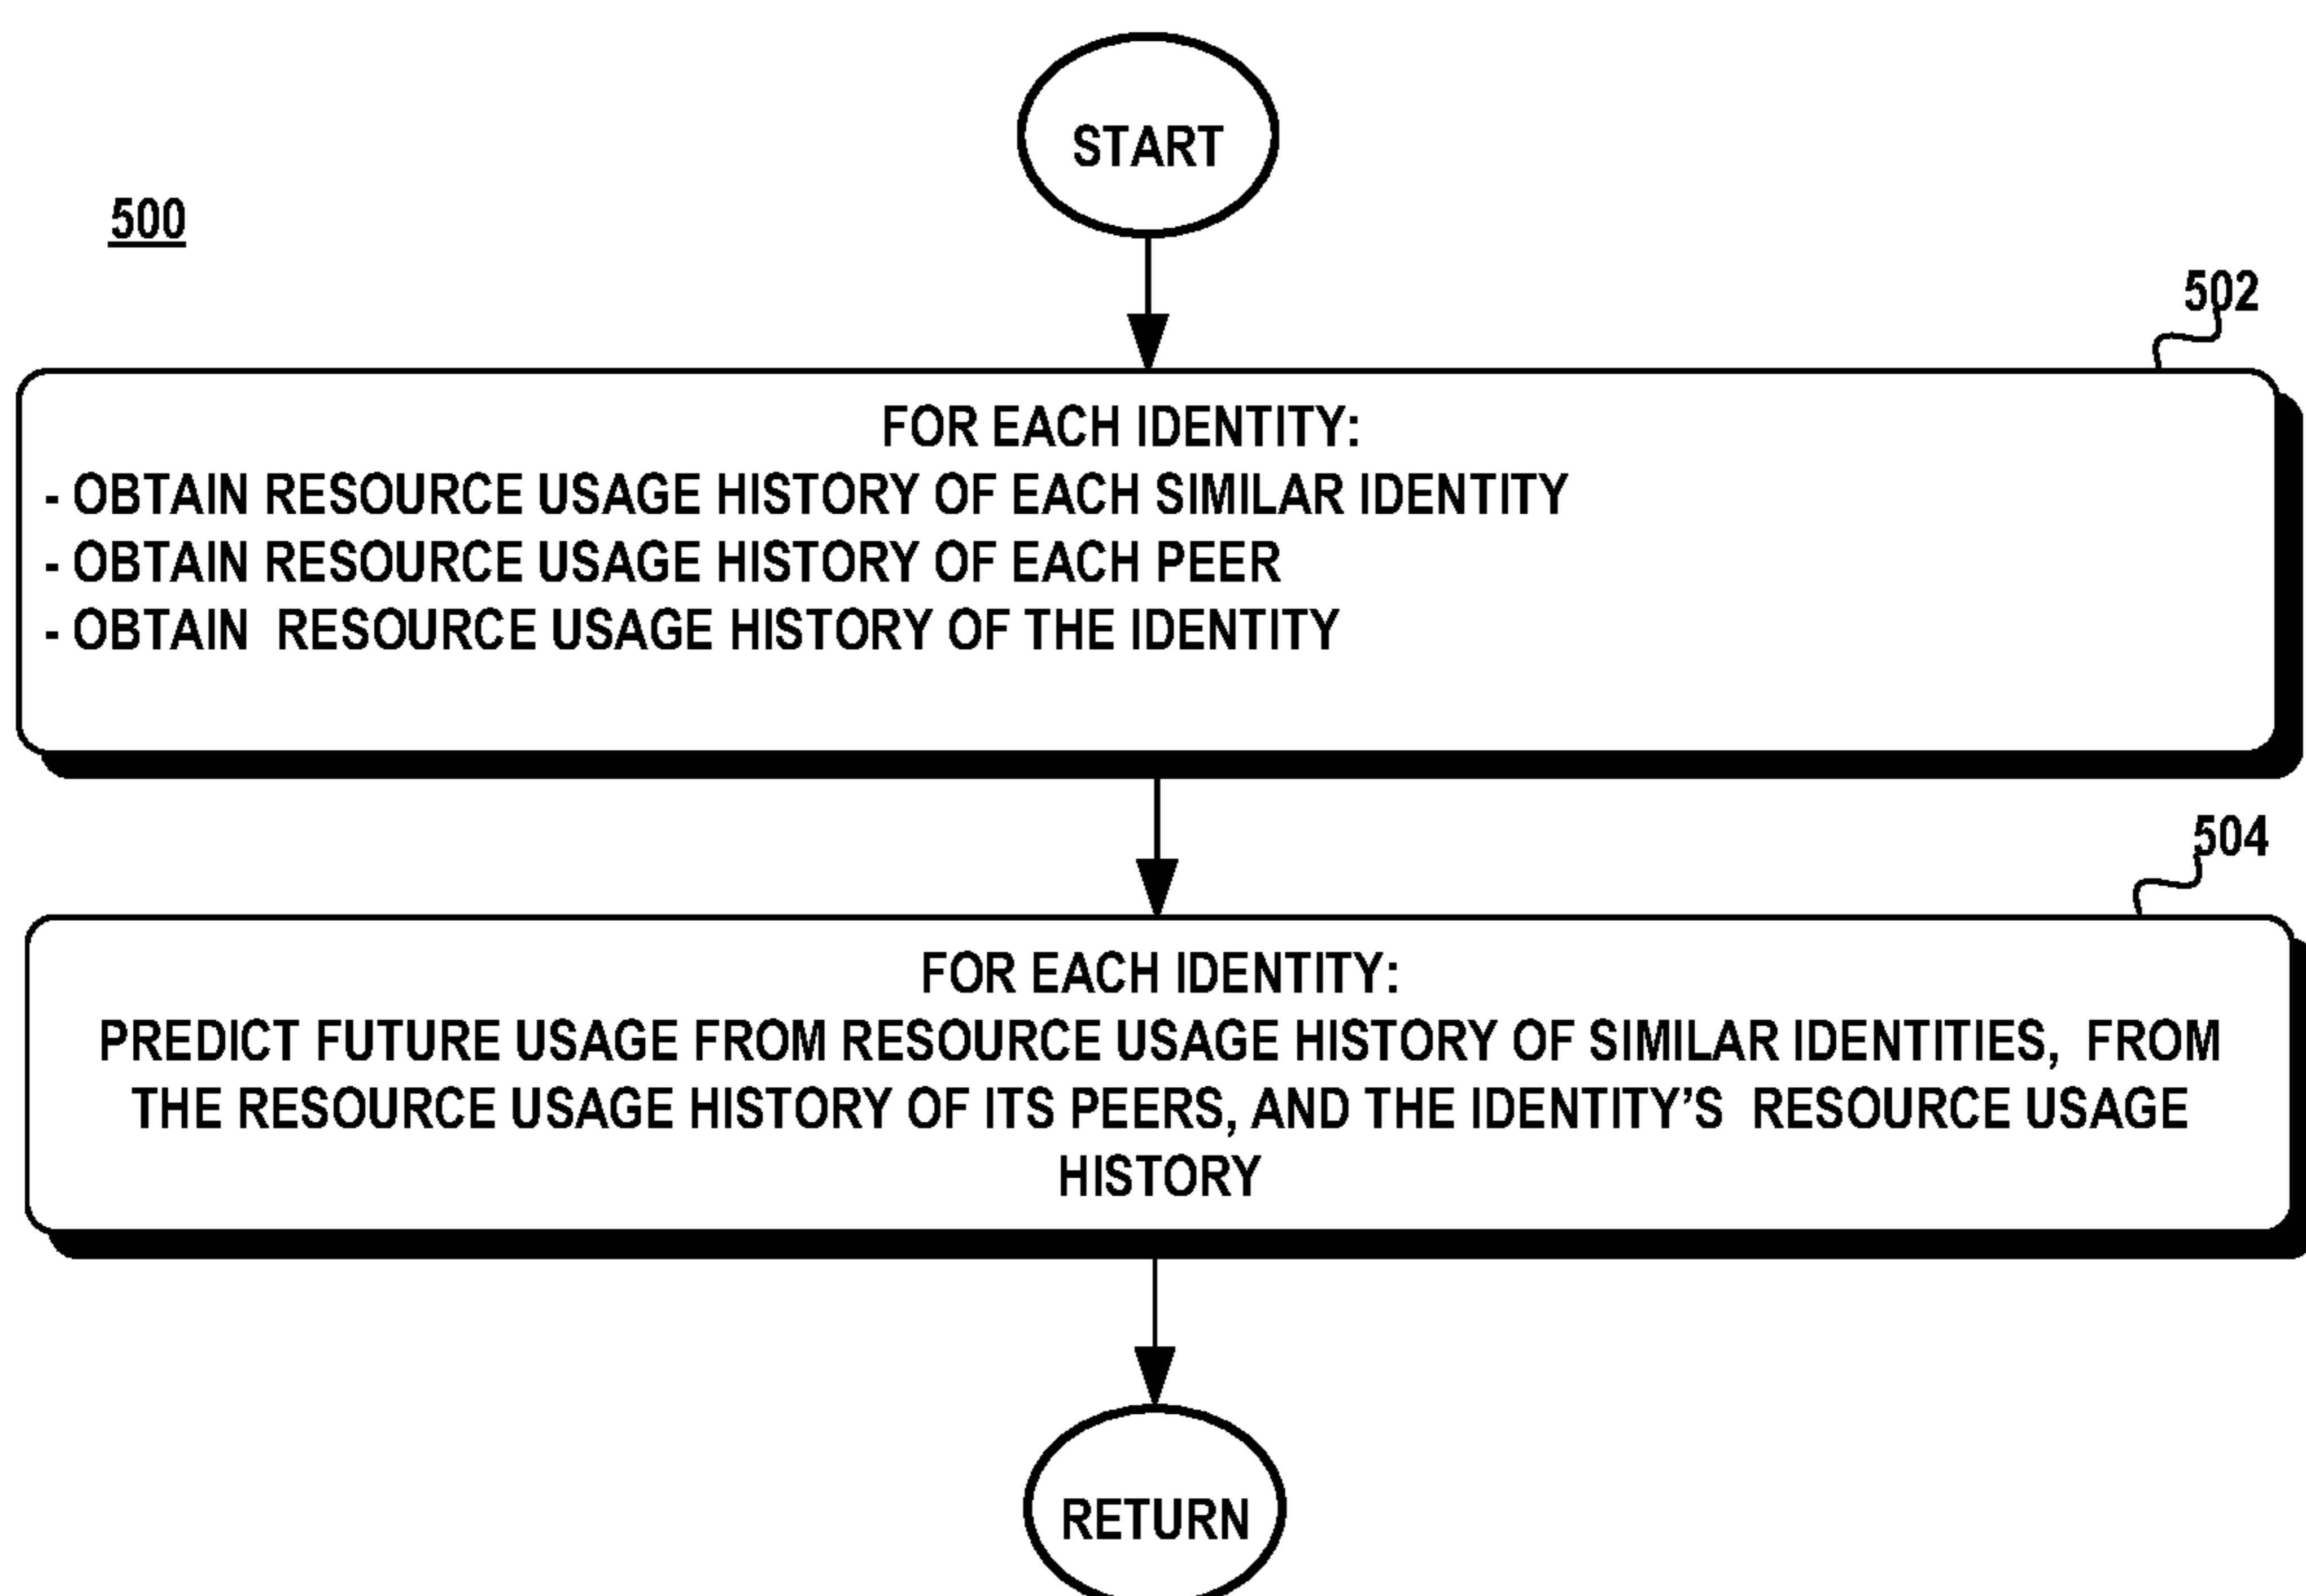 START
500
502
FOR EACH IDENTITY:
- OBTAIN RESOURCE USAGE HISTORY OF EACH SIMILAR IDENTITY
- OBTAIN RESOURCE USAGE HISTORY OF EACH PEER
- OBTAIN RESOURCE USAGE HISTORY OF THE IDENTITY
504
FOR EACH IDENTITY:
PREDICT FUTURE USAGE FROM RESOURCE USAGE HISTORY OF SIMILAR IDENTITIES, FROM
THE RESOURCE USAGE HISTORY OF ITS PEERS, AND THE IDENTITY’S RESOURCE USAGE
HISTORY
RETURN